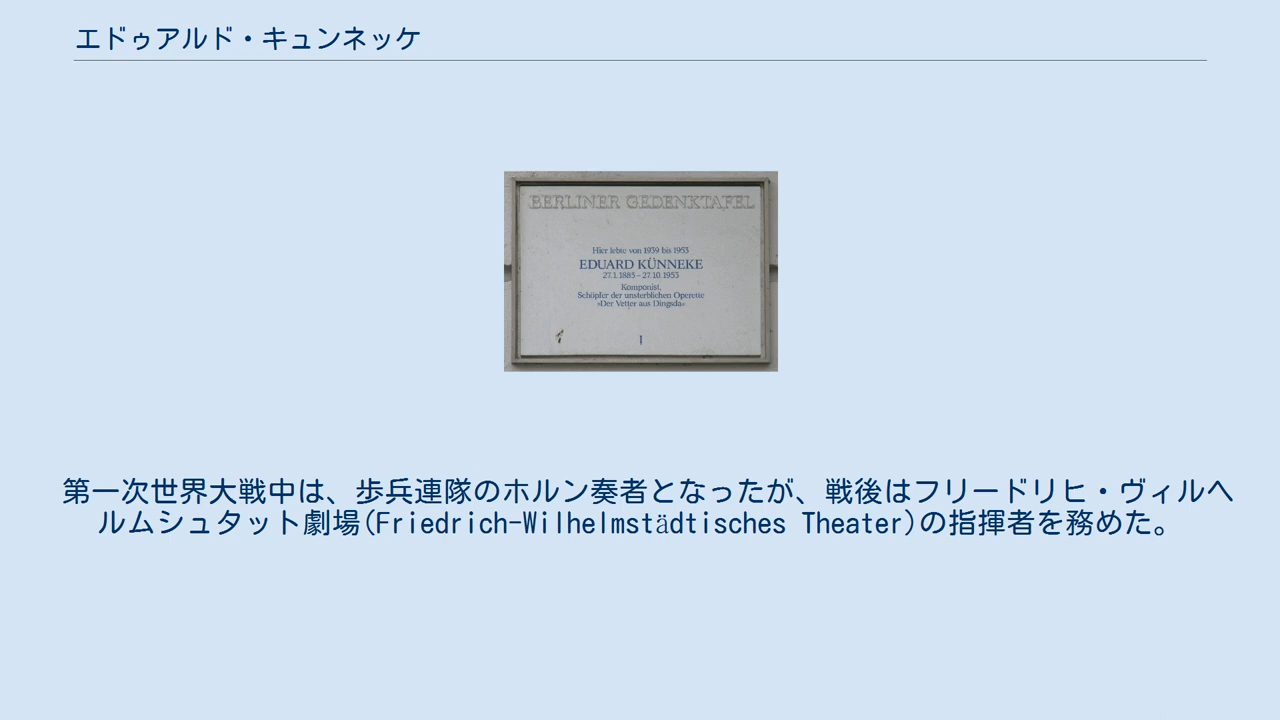 エドゥアルド・キュンネッケ
BERLINER GEDENKTAFEL
Hier lebte von 1939 bis 1953
EDUARD KÜNNEKE
27.1.1885 – 27.10.1953
Komponist,
Schöpfer der unsterblichen Operette
»Der Vetter aus Dingsda«
第一次世界大戦中は、歩兵連隊のホルン奏者となったが、戦後はフリードリヒ・ヴィルヘ
ルムシュタット劇場(Friedrich-Wilhelmstädtisches Theater)の指揮者を務めた。